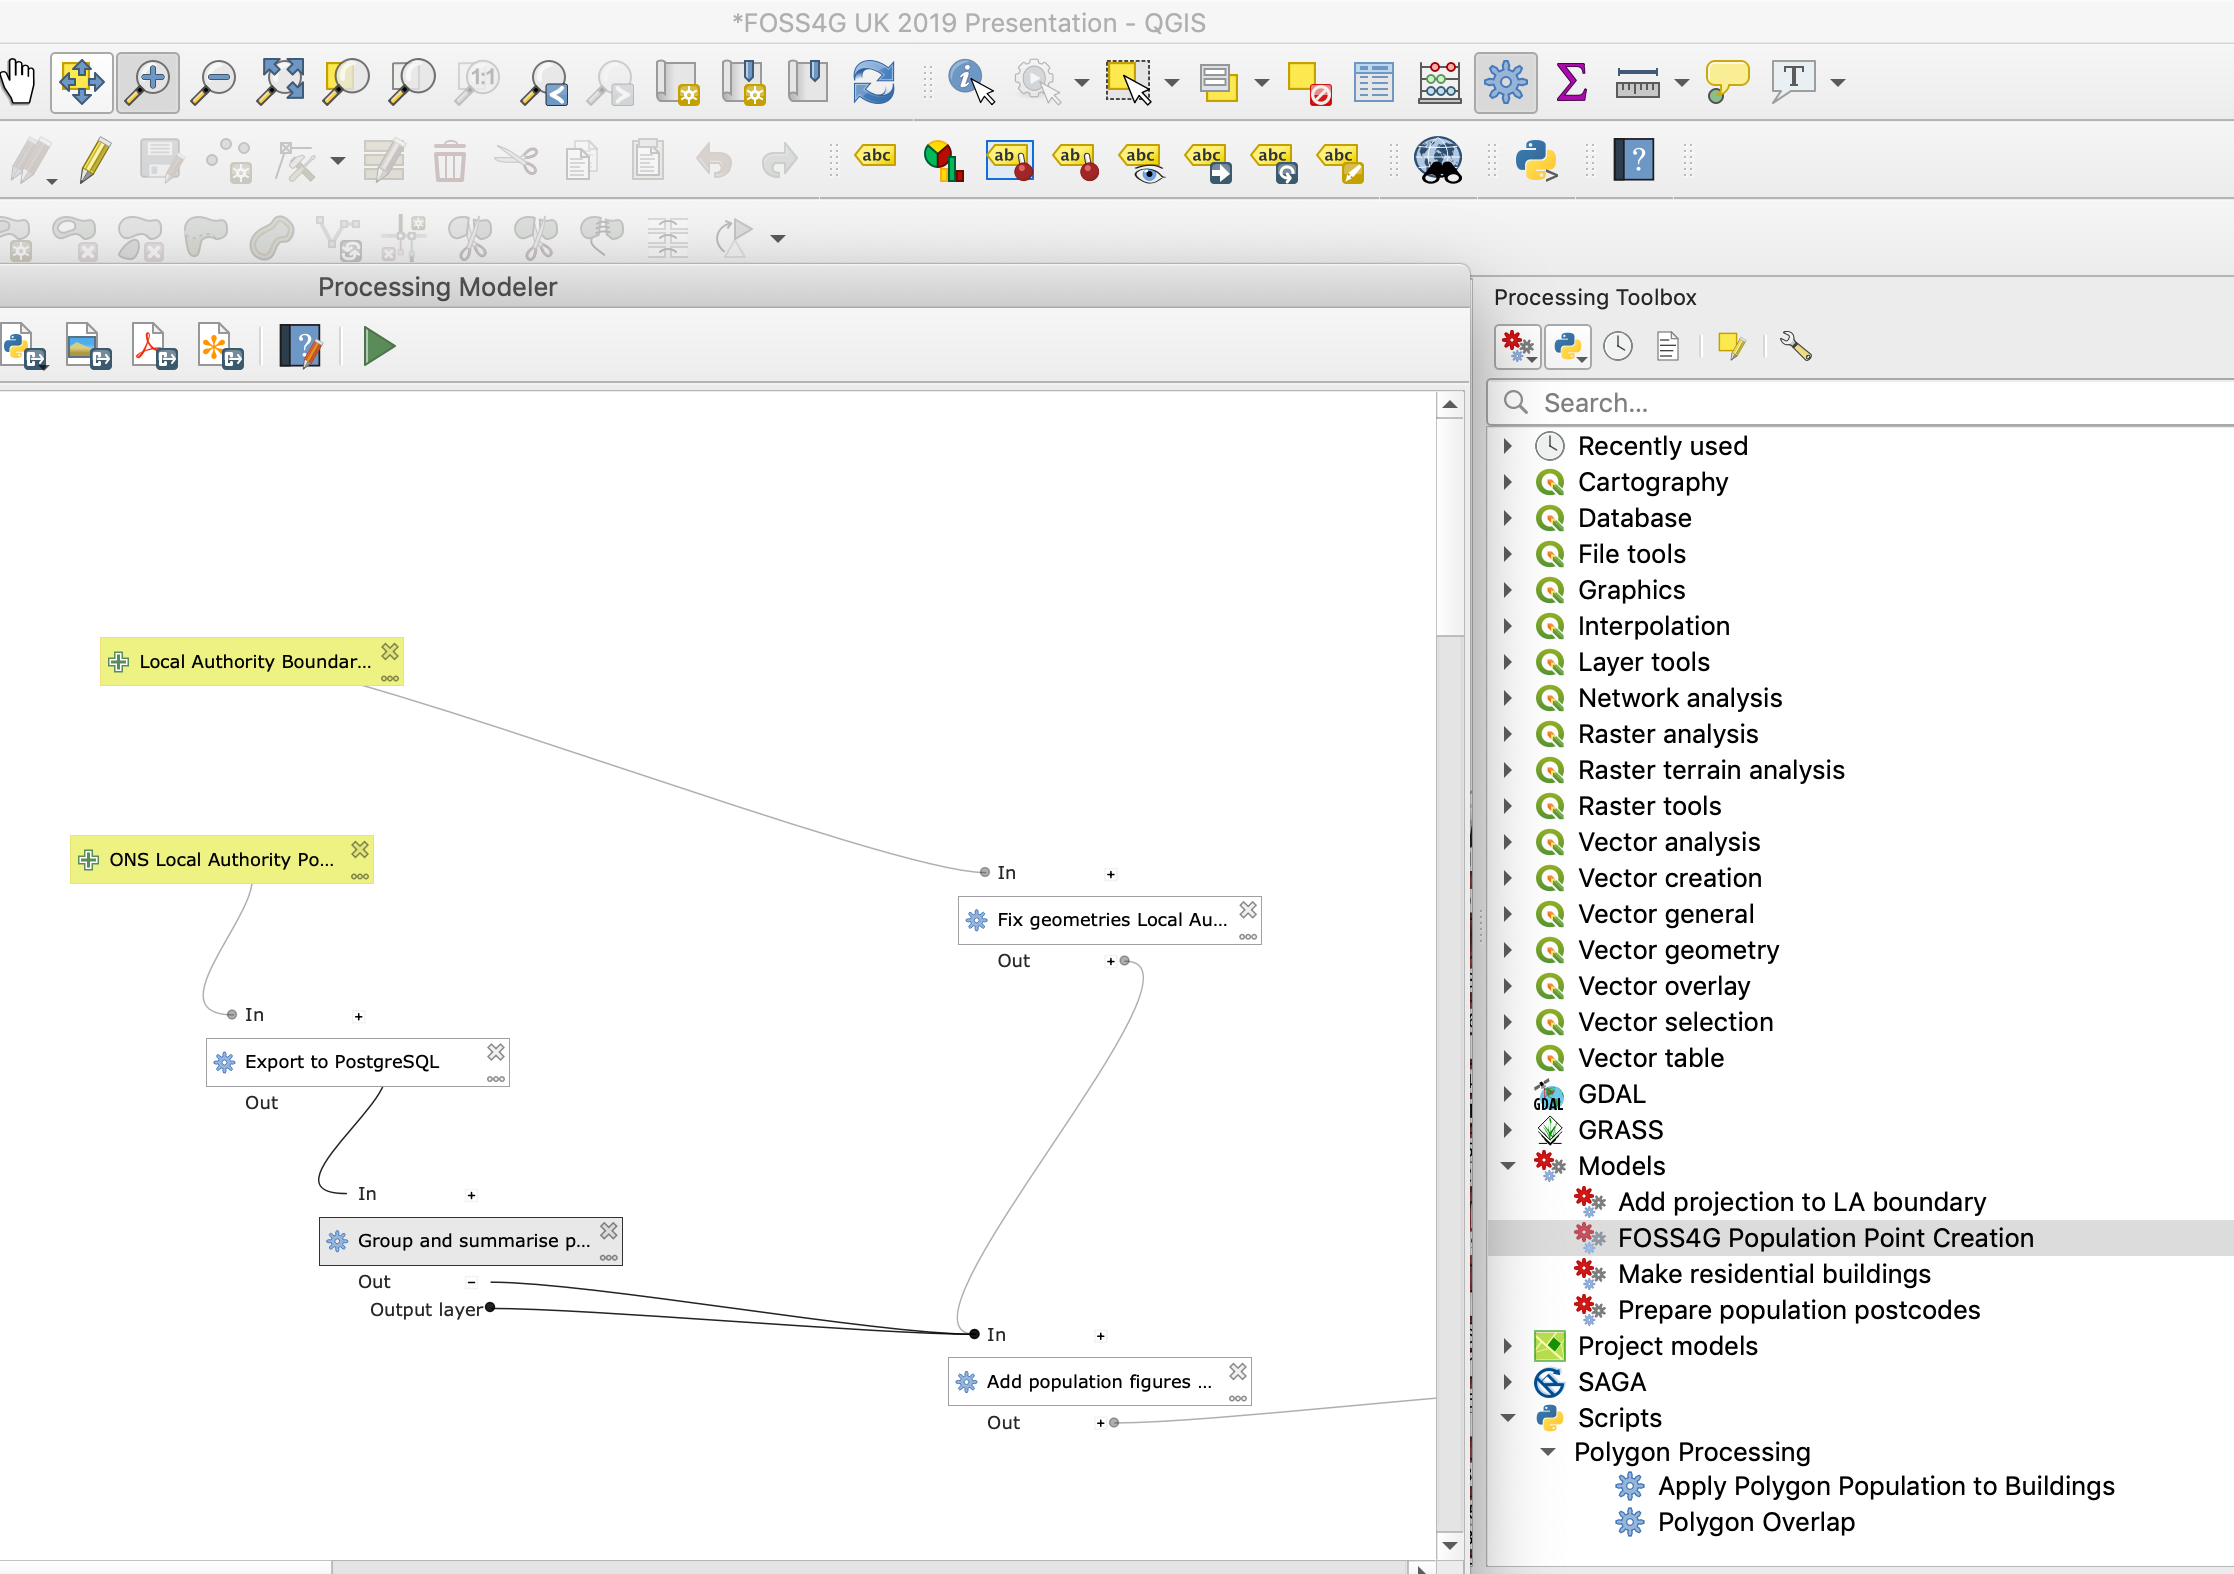 *FOSS4G UK 2019 Presentation - QGIS
1:1
T
abc
ab
ab
abc
abc
abc
abc
?
Processing Modeler
?
Processing Toolbox
Search...
Recently used
Cartography
Database
File tools
Graphics
Interpolation
Layer tools
Network analysis
Raster analysis
Raster terrain analysis
Raster tools
Vector analysis
Vector creation
Vector general
Vector geometry
Vector overlay
Vector selection
Vector table
GDAL GDAL
GRASS
Models
Add projection to LA boundary
FOSS4G Population Point Creation
Make residential buildings
Prepare population postcodes
Project models
SAGA
Scripts
Polygon Processing
Apply Polygon Population to Buildings
Polygon Overlap
Local Authority Boundar...
ONS Local Authority Po...
In +
Fix geometries Local Au...
Out +
In +
Export to PostgreSQL
Out
In +
Group and summarise p...
Out -
Output layer
In +
Add population figures ...
Out +